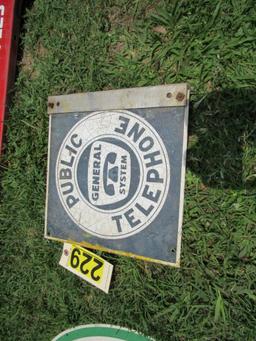 PUBLIC
TELEPHONE
GENERAL
SYSTEM
229